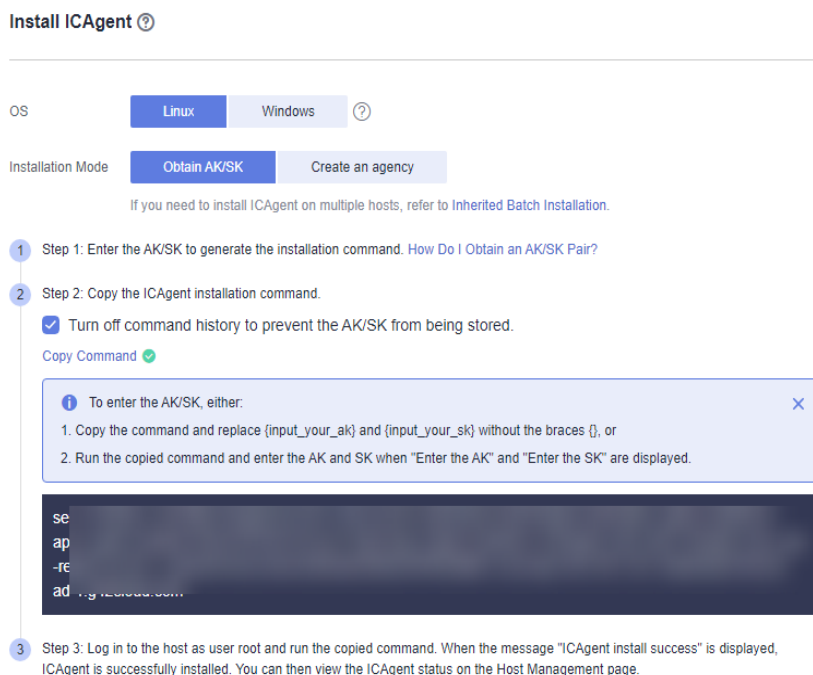 Install ICAgent ?
OS Linux Windows ?
Installation Mode Obtain AK/SK Create an agency
If you need to install ICAgent on multiple hosts, refer to Inherited Batch Installation.
1 Step 1: Enter the AK/SK to generate the installation command. How Do I Obtain an AK/SK Pair?
2 Step 2: Copy the ICAgent installation command.
Turn off command history to prevent the AK/SK from being stored.
Copy Command
To enter the AK/SK, either:
1. Copy the command and replace {input_your_ak} and {input_your_sk} without the braces {}, or
2. Run the copied command and enter the AK and SK when "Enter the AK" and "Enter the SK" are displayed.
se
ap
-re
ad
3 Step 3: Log in to the host as user root and run the copied command. When the message "ICAgent install success" is displayed,
ICAgent is successfully installed. You can then view the ICAgent status on the Host Management page.